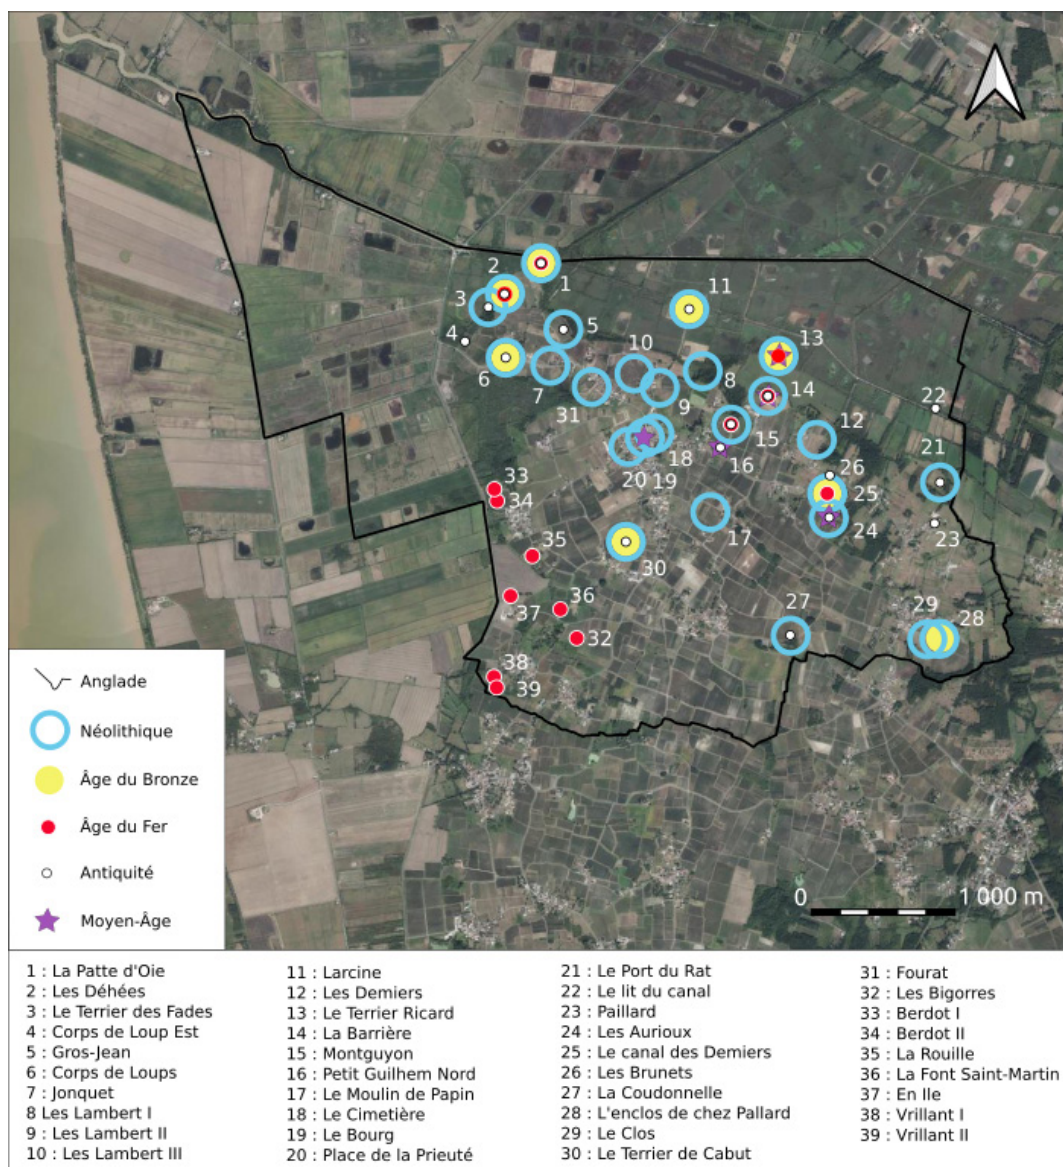 1
2
3
4
5
6
7
31
10
9
8
11
13
14
15
16
12
18
19
20
17
22
21
26
25
24
23
33
34
35
30
36
37
32
27
29
28
38
39
Anglade
Néolithique
Âge du Bronze
Âge du Fer
Antiquité
Moyen-Âge
0 1 000 m
1 : La Patte d'Oie
2 : Les Déhées
3 : Le Terrier des Fades
4 : Corps de Loup Est
5 : Gros-Jean
6 : Corps de Loups
7 : Jonquet
8 Les Lambert I
9 : Les Lambert II
10 : Les Lambert III
11 : Larcine
12 : Les Demiers
13 : Le Terrier Ricard
14 : La Barrière
15 : Montguyon
16 : Petit Guilhem Nord
17 : Le Moulin de Papin
18 : Le Cimetière
19 : Le Bourg
20 : Place de la Prieuté
21 : Le Port du Rat
22 : Le lit du canal
23 : Paillard
24 : Les Aurioux
25 : Le canal des Demiers
26 : Les Brunets
27 : La Coudonnelle
28 : L'enclos de chez Pallard
29 : Le Clos
30 : Le Terrier de Cabut
31 : Fourat
32 : Les Bigorres
33 : Berdot I
34 : Berdot II
35 : La Rouille
36 : La Font Saint-Martin
37 : En Ile
38 : Vrillant I
39 : Vrillant II